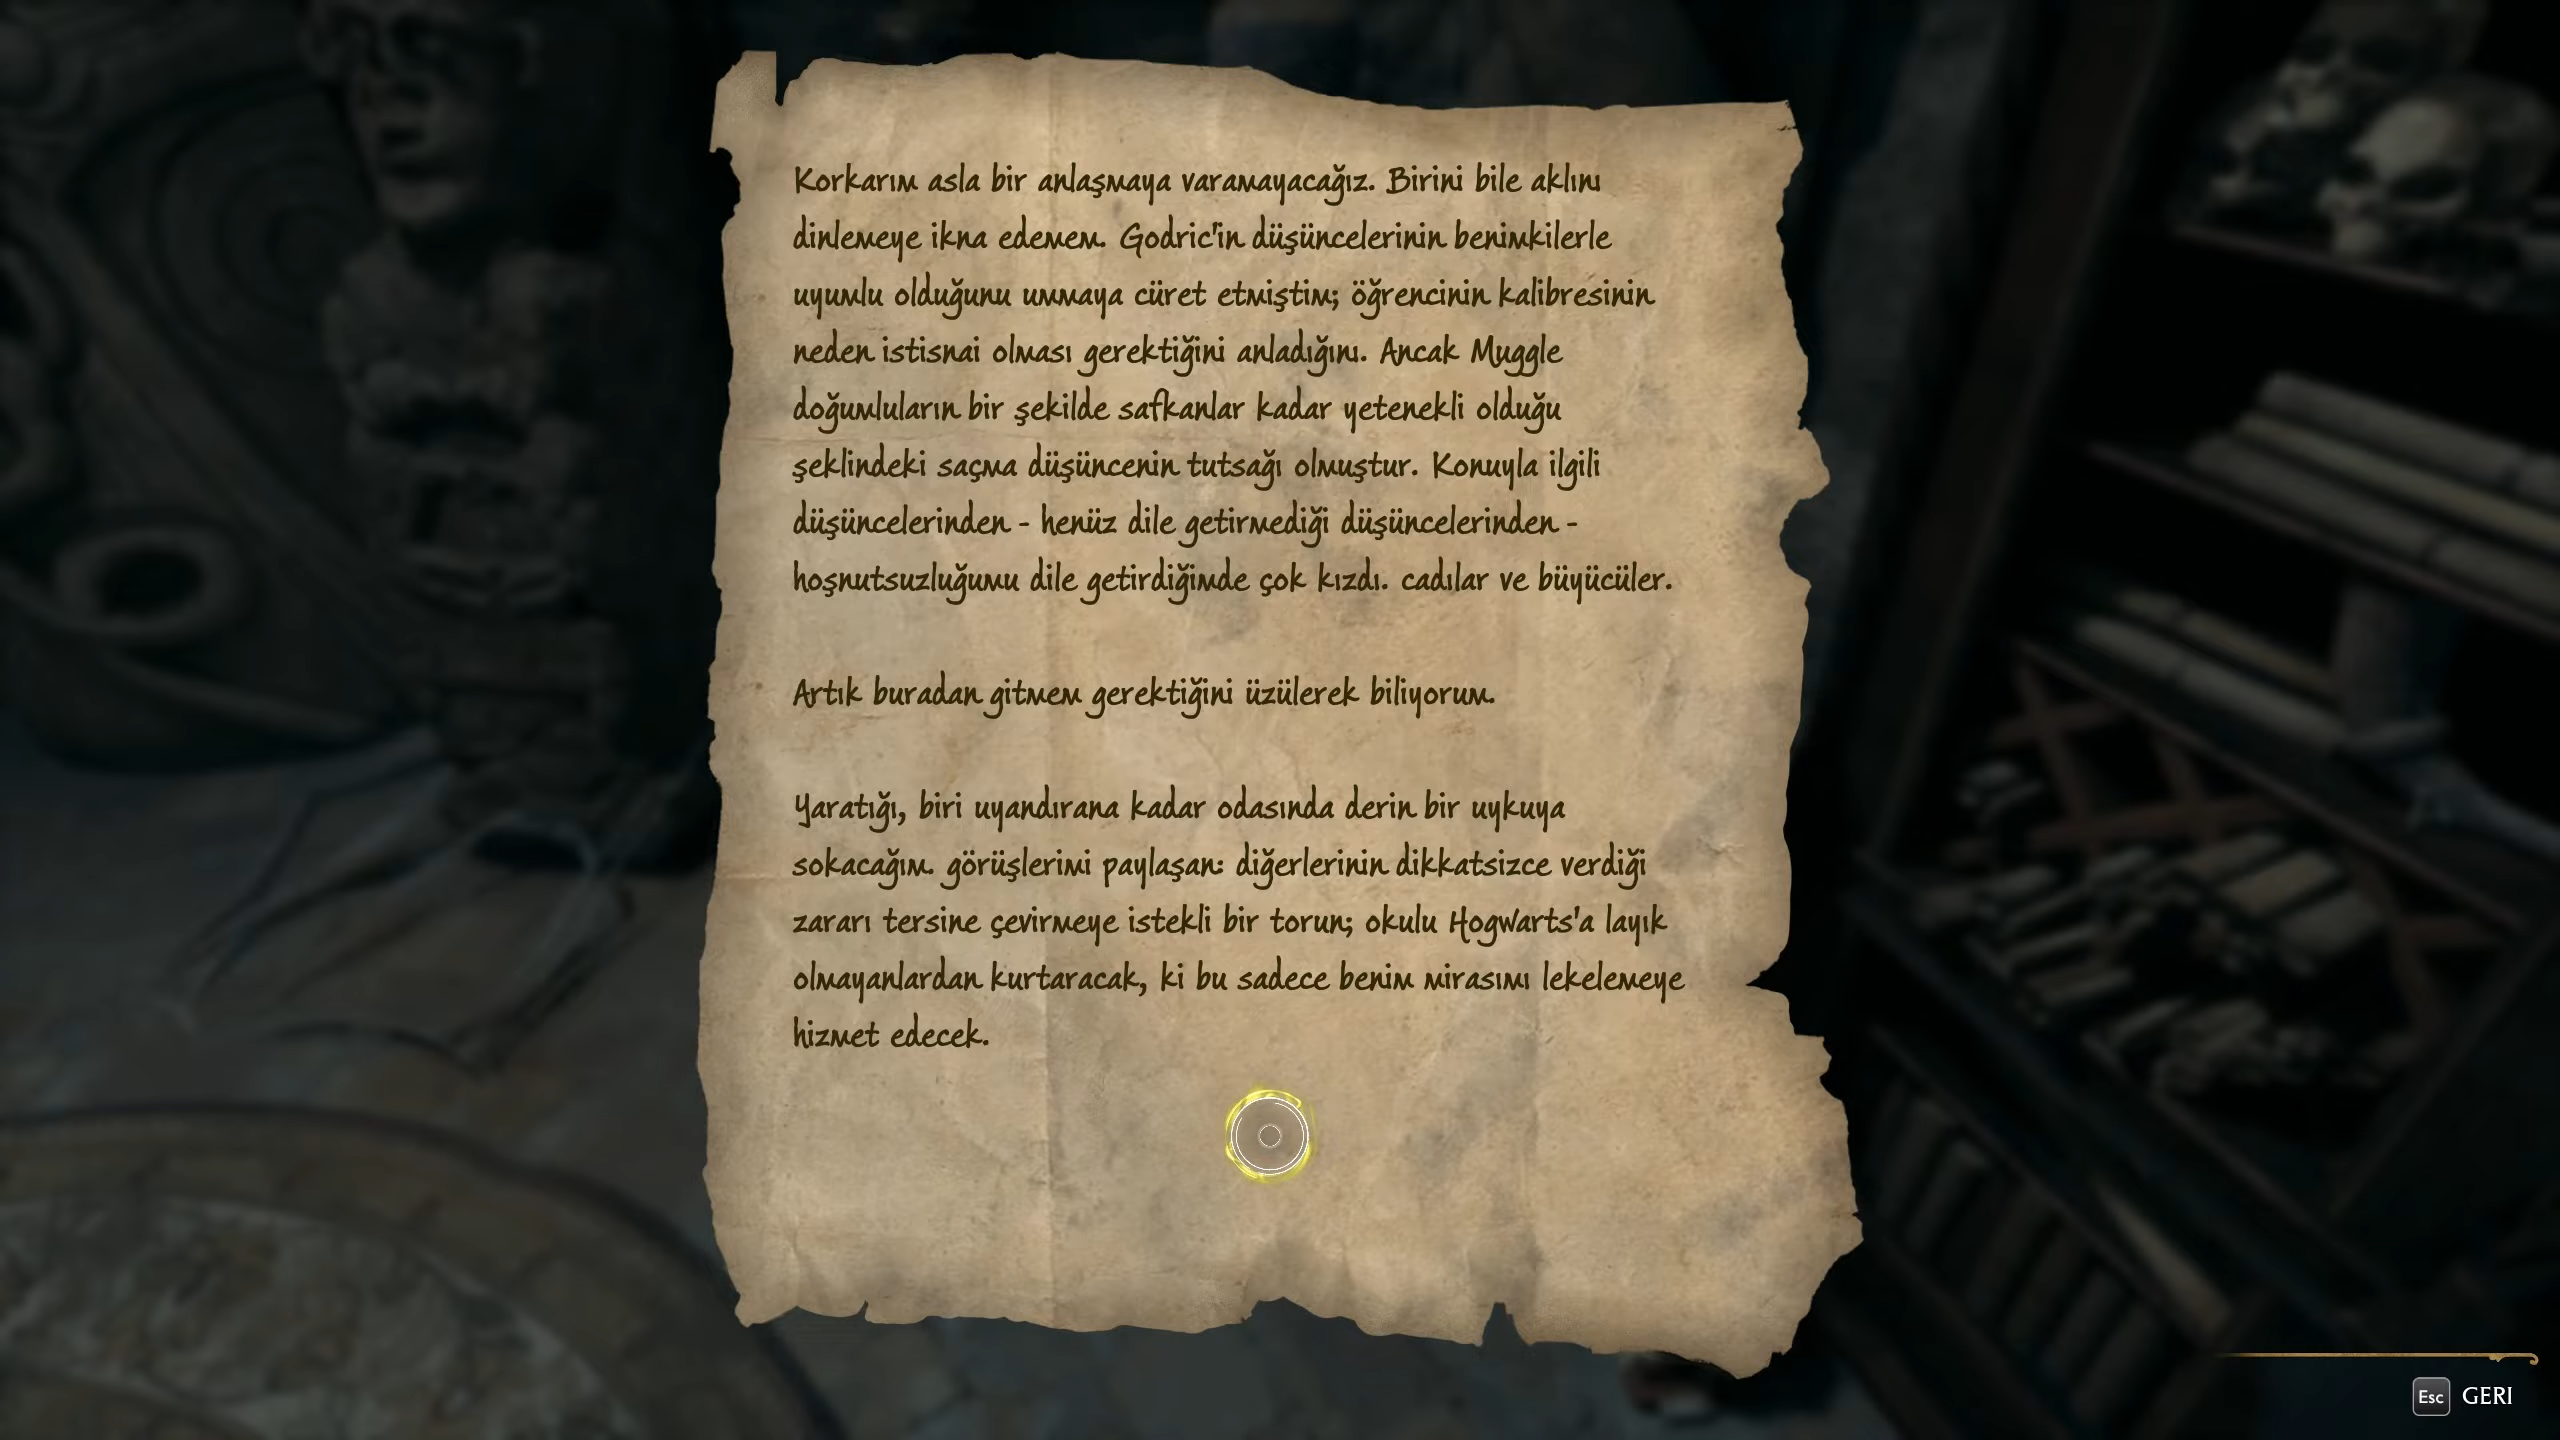 Korkarım asla bir anlaşmaya varamayacağız. Birini bile aklını
dinlemeye ikna edemem. Godric'in düşüncelerinin benimkilerle
uyumlu olduğunu ummaya cüret etmiştim; öğrencinin kalibresinin
neden istisnai olması gerektiğini anladığını. Ancak Muggle
doğumluların bir şekilde safkanlar kadar yetenekli olduğu
şeklindeki saçma düşüncenin tutsağı olmuştur. Konuyla ilgili
düşüncelerinden - henüz dile getirmediği düşüncelerinden -
hoşnutsuzluğumu dile getirdiğimde çok kızdı. cadılar ve büyücüler.
Artık buradan gitmem gerektiğini üzülerek biliyorum.
Yaratığı, biri uyandırana kadar odasında derin bir uykuya
sokacağım. görüşlerimi paylaşan: diğerlerinin dikkatsizce verdiği
zararı tersine çevirmeye istekli bir torun; okulu Hogwarts'a layık
olmayanlardan kurtaracak, ki bu sadece benim mirasımı lekelemeye
hizmet edecek.
Esc GERI